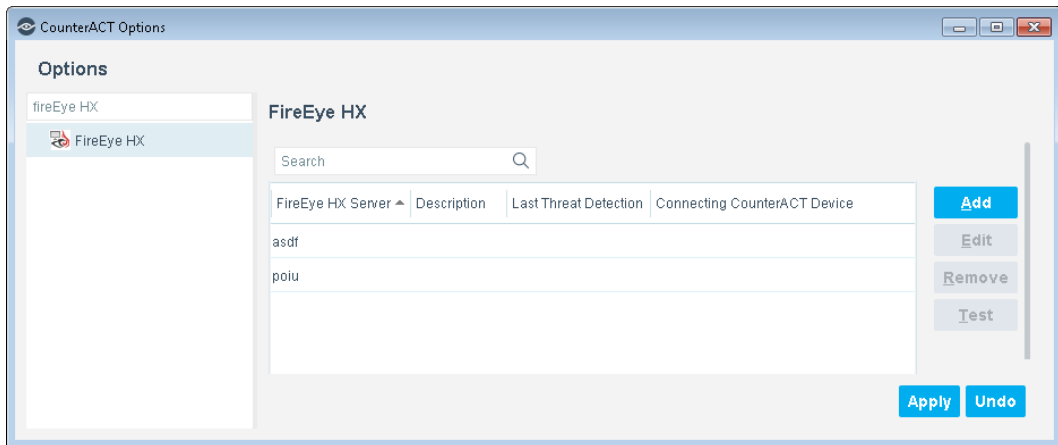 CounterACT Options
Options
fireEye HX
FireEye HX
FireEye HX
Search
FireEye HX Server Description Last Threat Detection Connecting CounterACT Device
asdf
poiu
Add
Edit
Remove
Test
Apply Undo